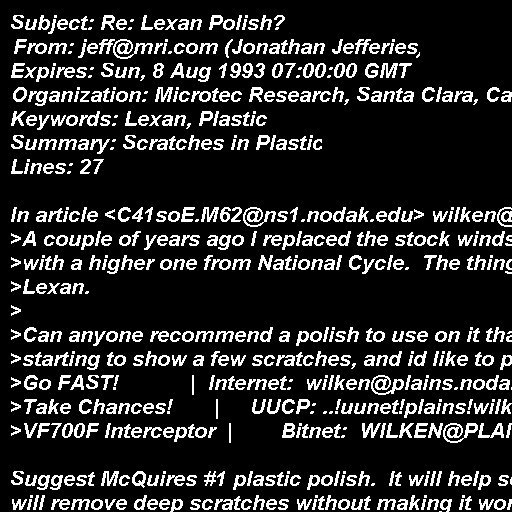 Subject: Re: Lexan Polish?
From: jeff@mri.com (Jonathan Jefferies,
Expires: Sun, 8 Aug 1993 07:00:00 GMT
Organization: Microtec Research, Santa Clara, Ca
Keywords: Lexan, Plastic
Summary: Scratches in Plastic
Lines: 27

In article <C41soE.M62@ns1.nodak.edu> wilken@
>A couple of years ago I replaced the stock winds
>with a higher one from National Cycle.  The thing
>Lexan.
>
>Can anyone recommend a polish to use on it tha
>starting to show a few scratches, and id like to p
>Go FAST!            |  Internet:  wilken@plains.noda
>Take Chances!       |     UUCP: ..!uunet!plains!wilk
>VF700F Interceptor  |        Bitnet:  WILKEN@PLAI

Suggest McQuires #1 plastic polish.  It will help s
will remove deep scratches without making it wor